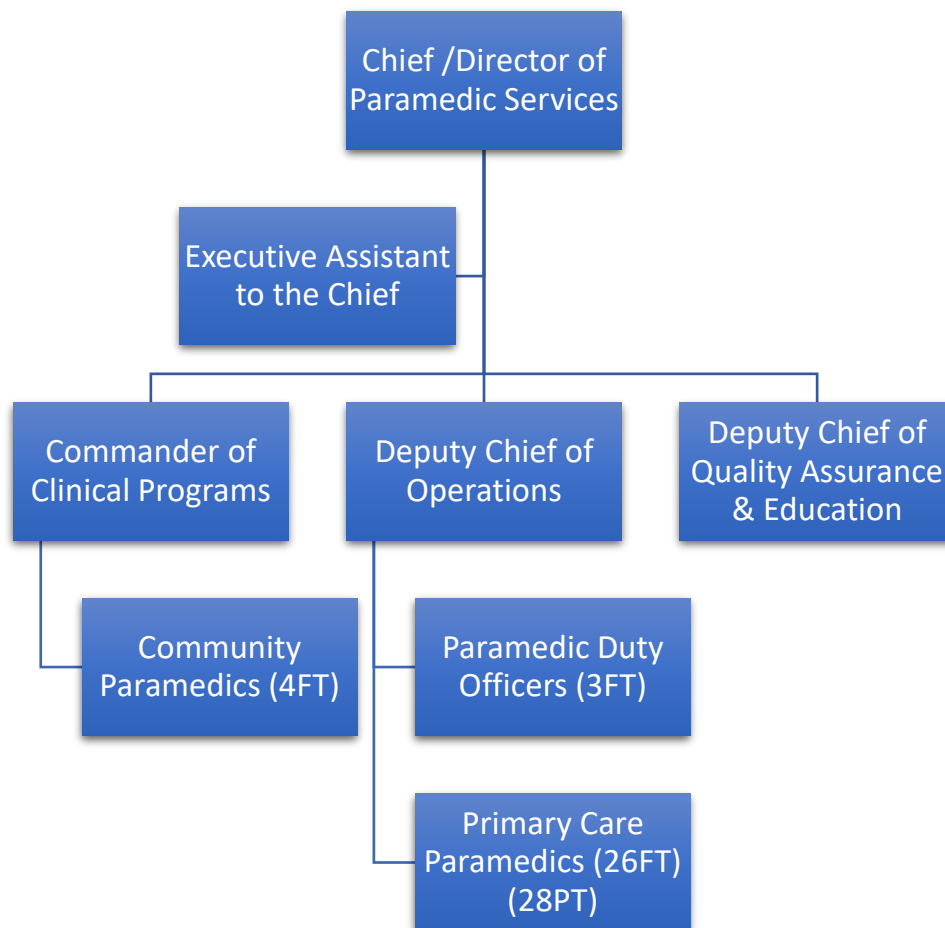 Chief /Director of
Paramedic Services
Executive Assistant
to the Chief
Commander of
Clinical Programs
Deputy Chief of
Operations
Deputy Chief of
Quality Assurance
& Education
Community
Paramedics (4FT)
Paramedic Duty
Officers (3FT)
Primary Care
Paramedics (26FT)
(28PT)